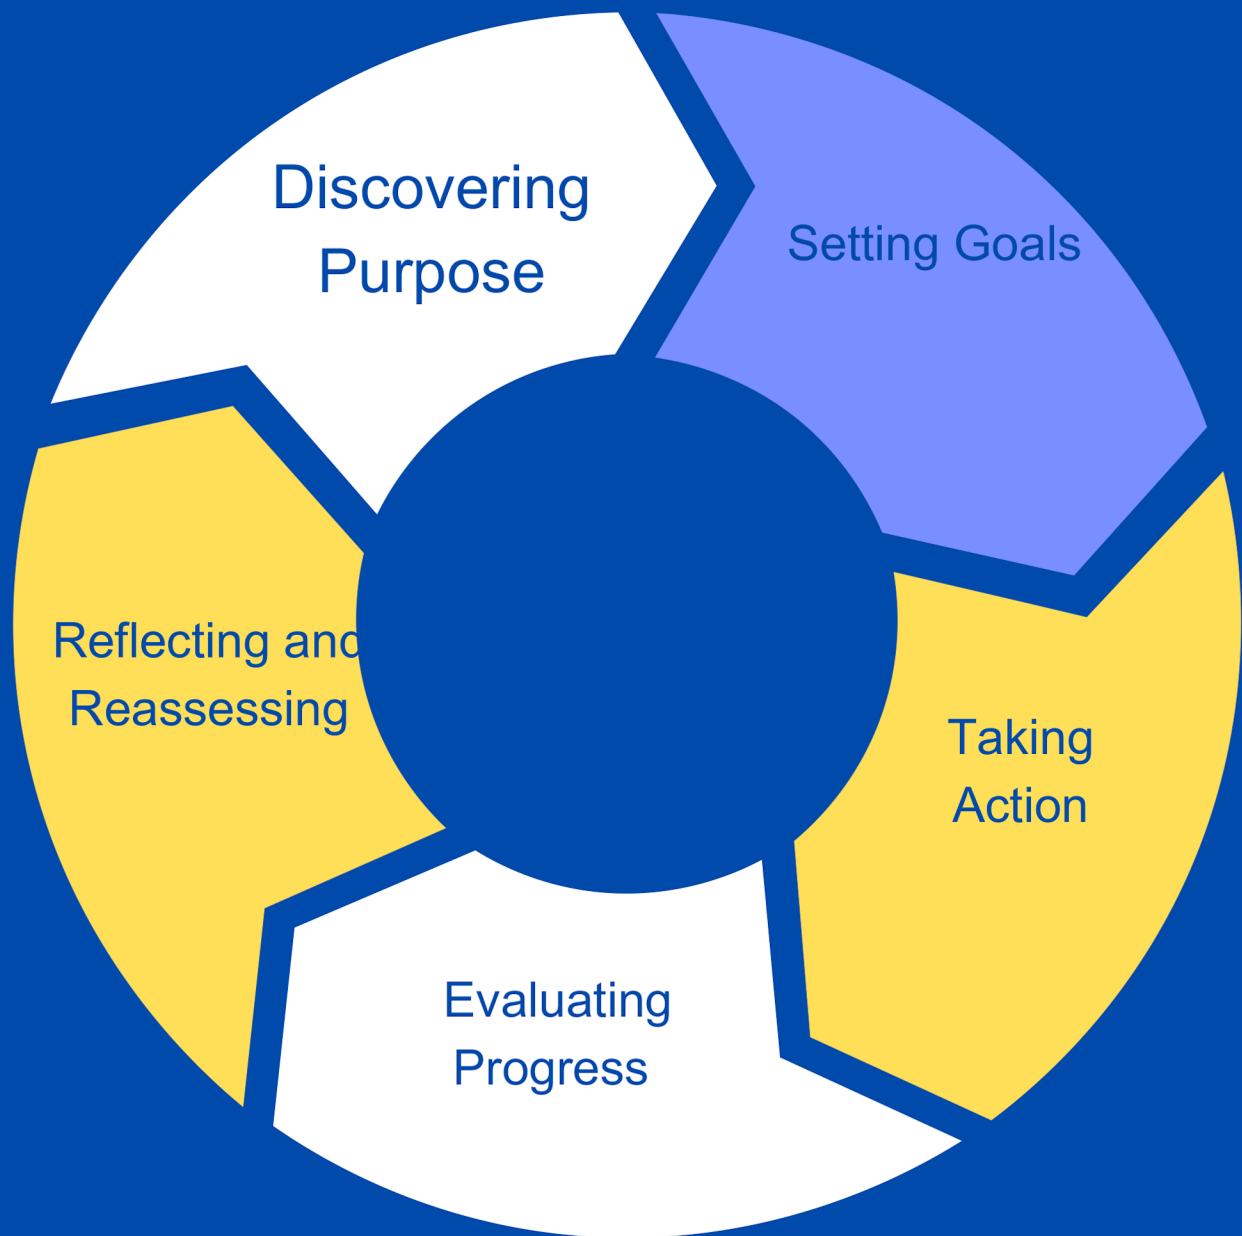 Discovering
Purpose
Setting Goals
Taking
Action
Evaluating
Progress
Reflecting and
Reassessing